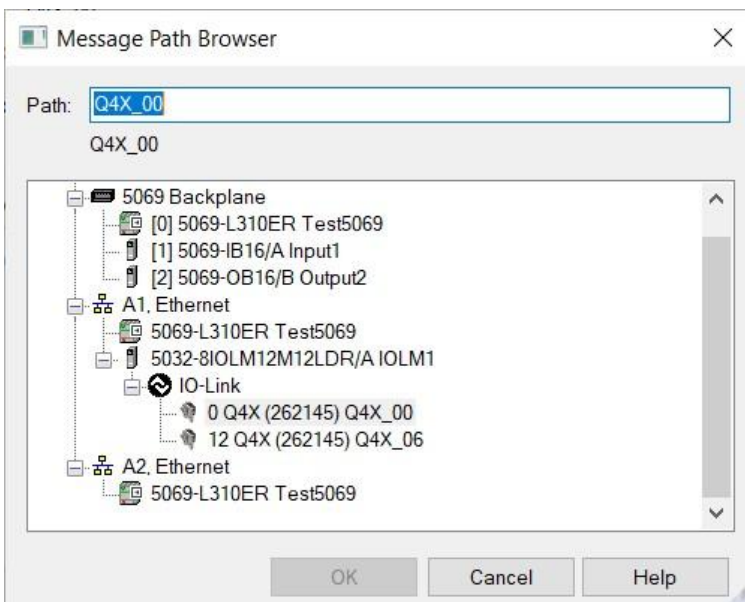 Message Path Browser
Path: Q4X_00
Q4X_00
5069 Backplane
[0] 5069-L310ER Test5069
[1] 5069-IB16/A Input1
[2] 5069-OB16/B Output2
A1, Ethernet
5069-L310ER Test5069
5032-8IOLM12M12LDR/A IOLM1
IO-Link
0 Q4X (262145) Q4X_00
12 Q4X (262145) Q4X_06
A2, Ethernet
5069-L310ER Test5069
OK Cancel Help